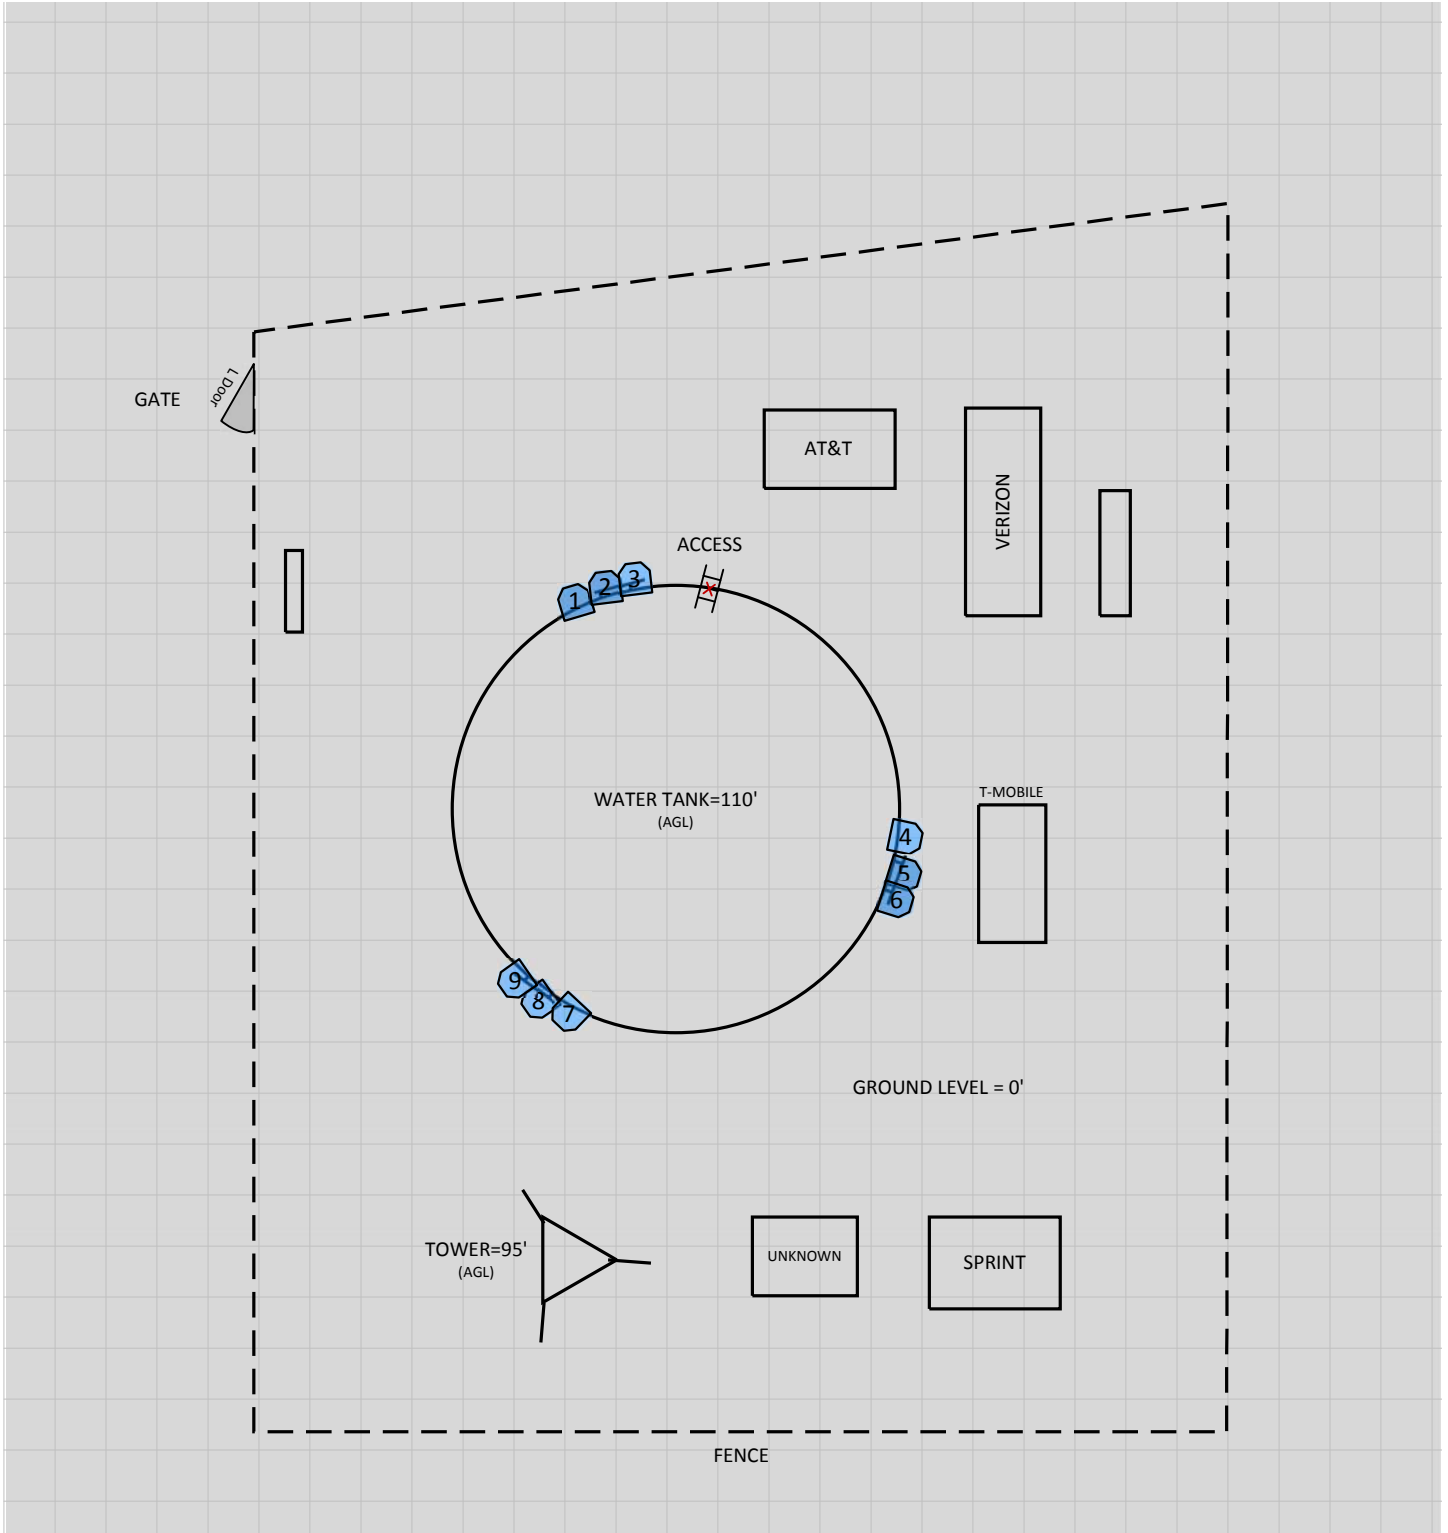 L Door
GATE
AT&T
VERIZON
ACCESS
1
2
3
T-MOBILE
WATER TANK=110'
(AGL)
4
5
6
9
8
7
GROUND LEVEL = 0'
TOWER=95'
(AGL)
UNKNOWN
SPRINT
FENCE